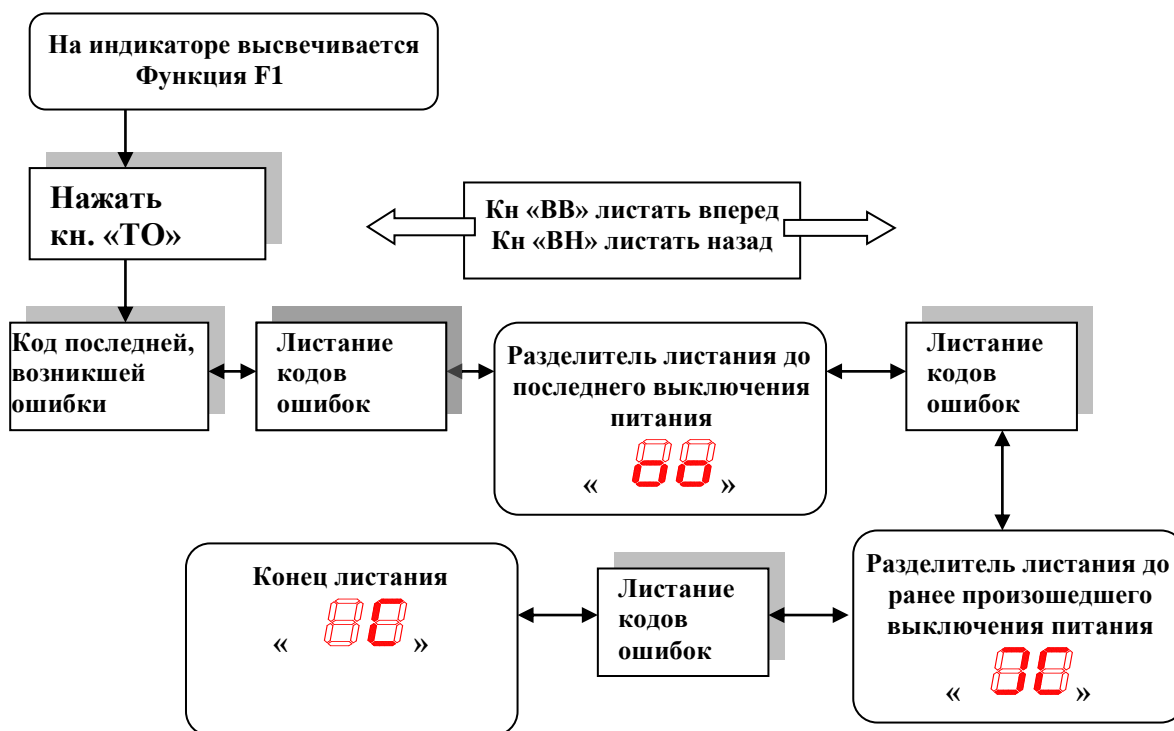 На индикаторе высвечивается
Функция F1
Нажать
кн. «ТО»
Кн «ВВ» листать вперед
Кн «ВН» листать назад
Код последней,
возникшей
ошибки
Листание
кодов
ошибок
Разделитель листания до
последнего выключения
питания
« oo »
Листание
кодов
ошибок
Разделитель листания до
ранее произошедшего
выключения питания
« ЭС »
Листание
кодов
ошибок
Конец листания
« С »